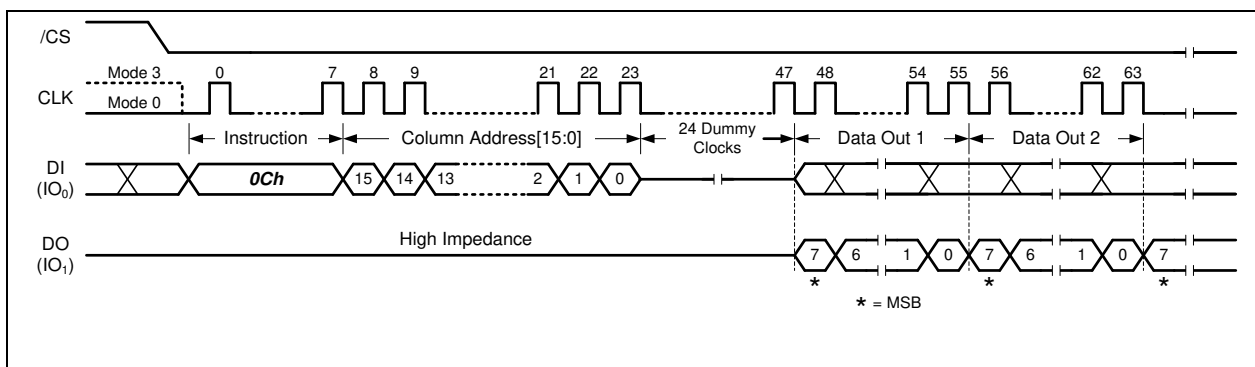 /CS
Mode 3 0 7 8 9 21 22 23 47 48 54 55 56 62 63
CLK Mode 0
Instruction Column Address[15:0] 24 Dummy Clocks Data Out 1 Data Out 2
DI (IO0) 0Ch 15 14 13 2 1 0
High Impedance
DO (IO1) 7 6 1 0 7 6 1 0 7
* * *
* = MSB